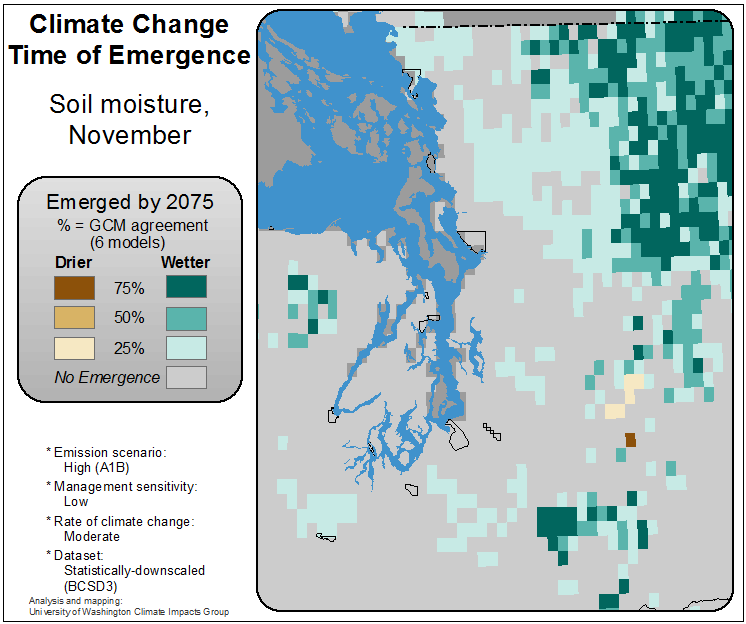 Climate Change
Time of Emergence
Soil moisture,
November
Emerged by 2075
% = GCM agreement
(6 models)
Drier Wetter
75%
50%
25%
No Emergence
* Emission scenario:
High (A1B)
* Management sensitivity:
Low
* Rate of climate change:
Moderate
* Dataset:
Statistically-downscaled
(BCSD3)
Analysis and mapping:
University of Washington Climate Impacts Group